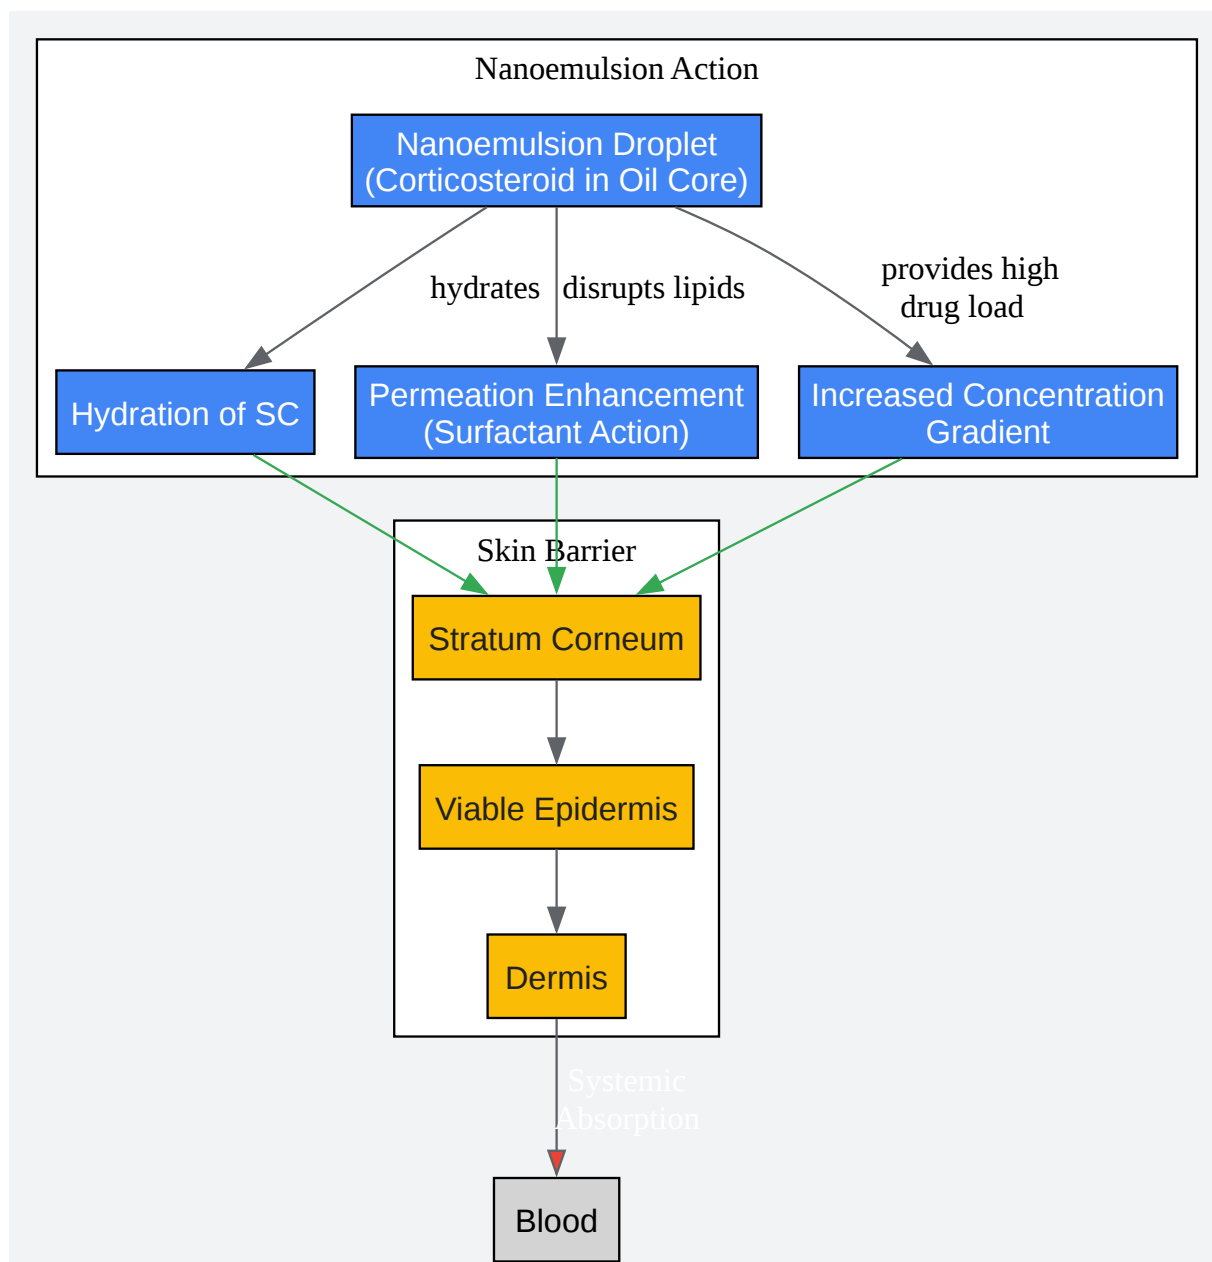 Nanoemulsion Action
Nanoemulsion Droplet
(Corticosteroid in Oil Core)
hydrates
disrupts lipids
provides high
drug load
Hydration of SC
Permeation Enhancement
(Surfactant Action)
Increased Concentration
Gradient
Skin Barrier
Stratum Corneum
Viable Epidermis
Dermis
Systemic
Absorption
Blood